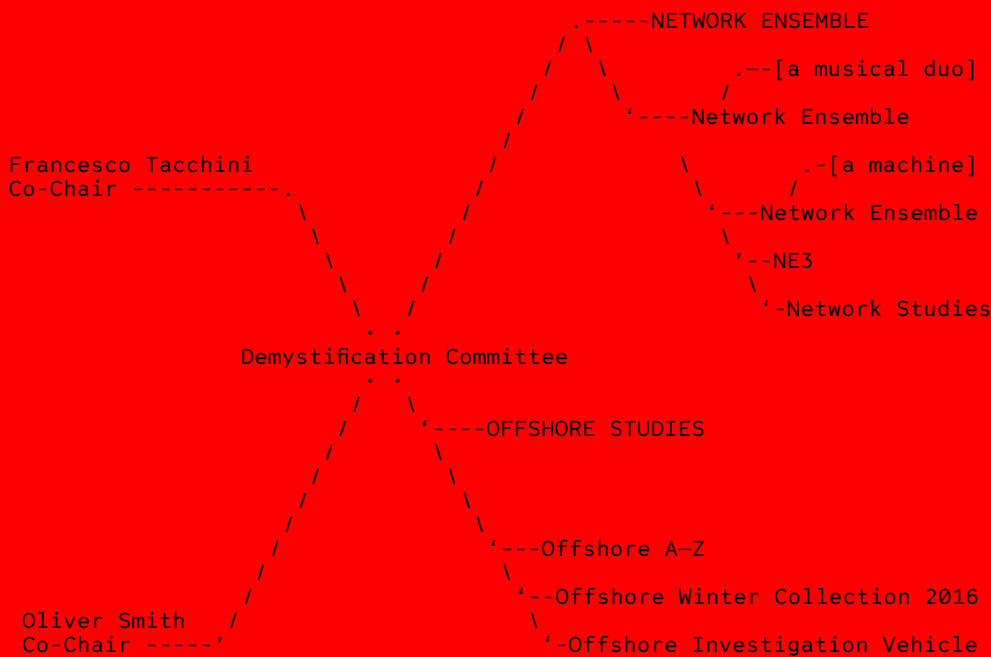 NETWORK ENSEMBLE
[a musical duo]
Network Ensemble
Francesco Tacchini
Co-Chair
[a machine]
Network Ensemble
NE3
Network Studies
Demystification Committee
OFFSHORE STUDIES
Offshore A—Z
Offshore Winter Collection 2016
Oliver Smith
Co-Chair
Offshore Investigation Vehicle